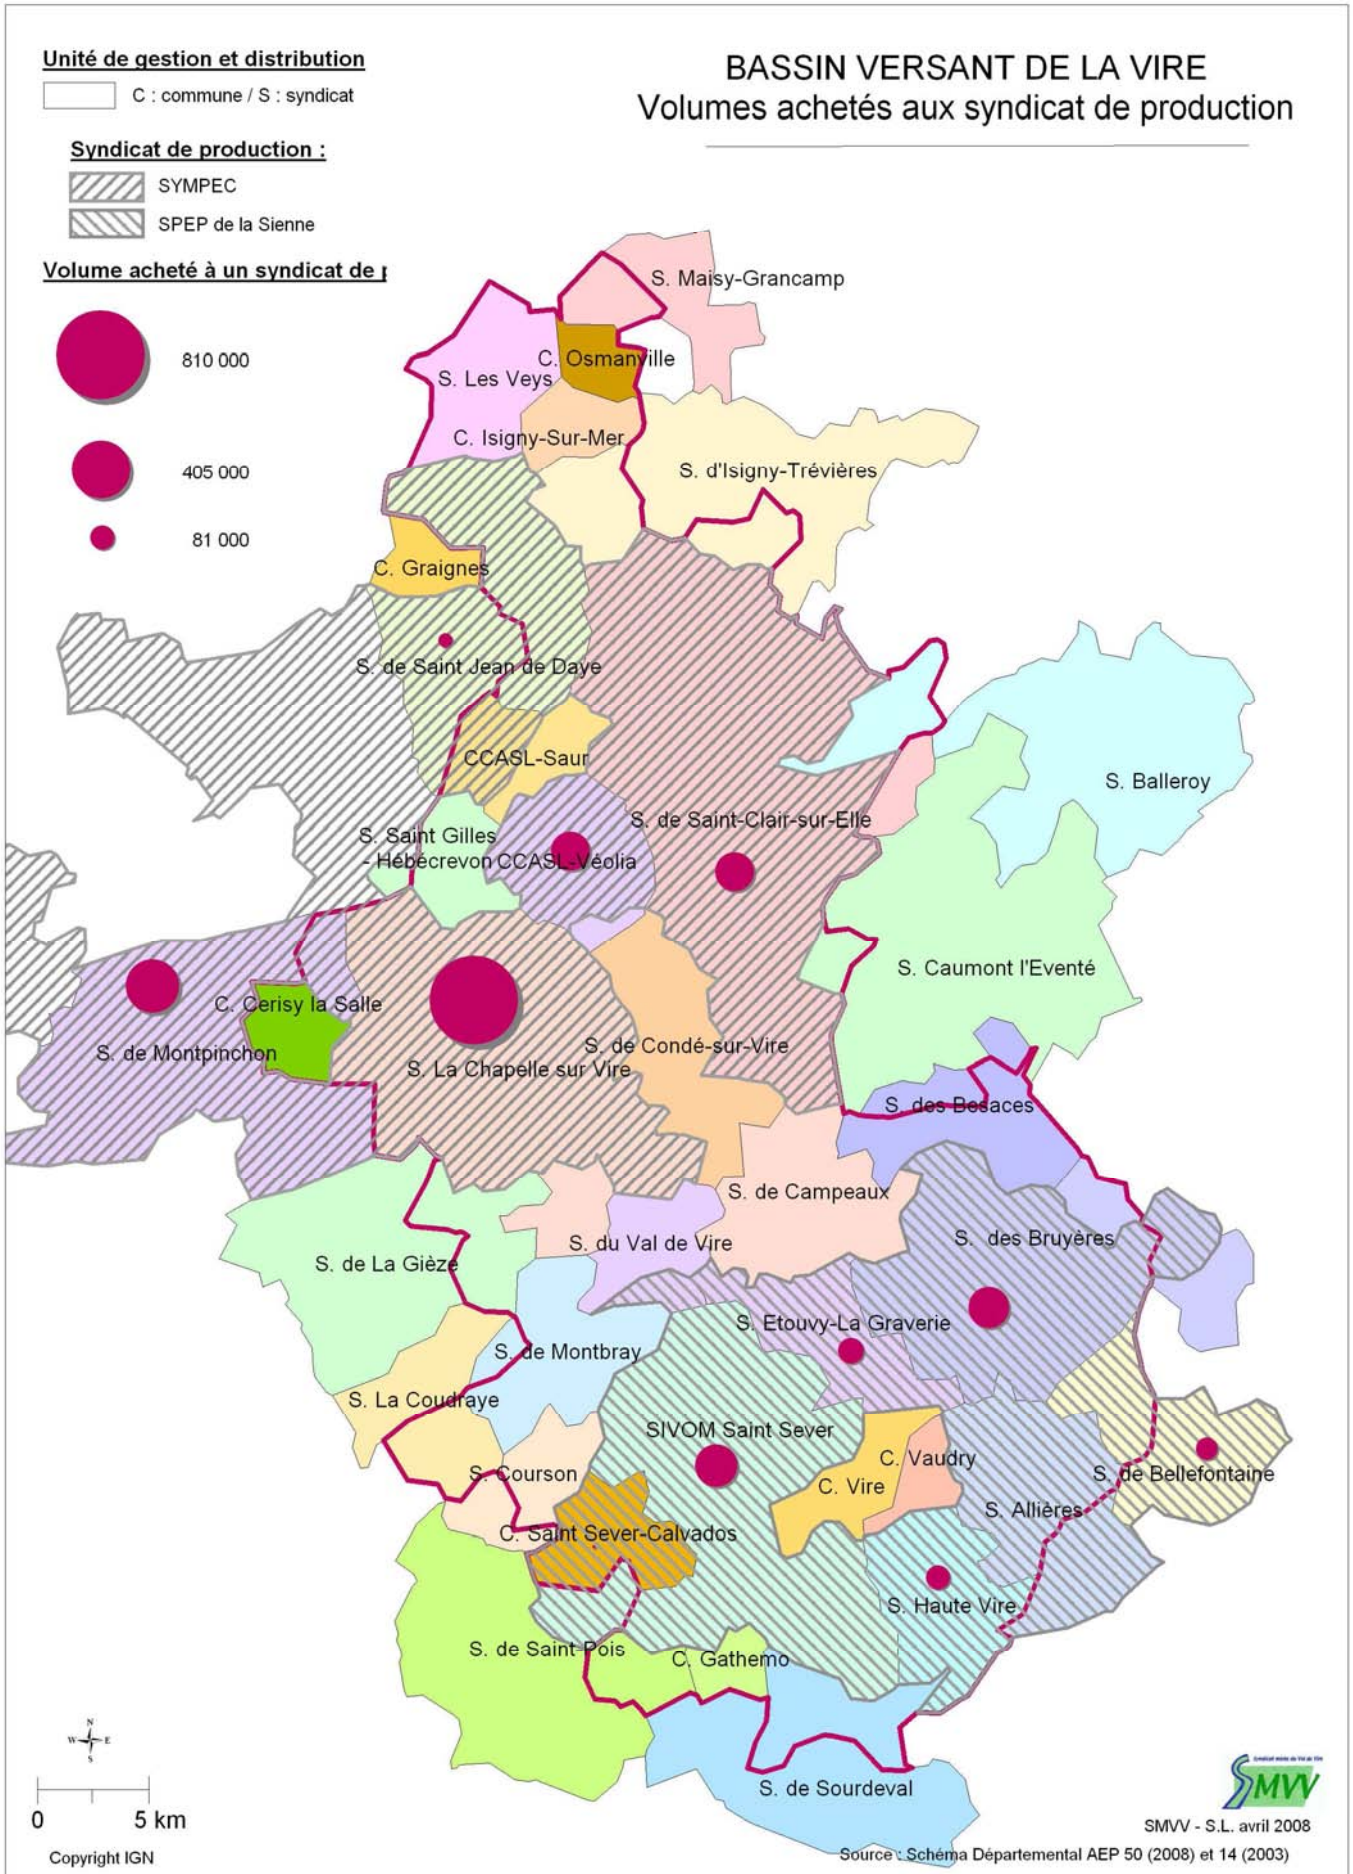 Unité de gestion et distribution
C : commune / S : syndicat
BASSIN VERSANT DE LA VIRE
Volumes achetés aux syndicat de production
Syndicat de production :
SYMPEC
SPEP de la Sienne
Volume acheté à un syndicat de p
810 000
405 000
81 000
S. Maisy-Grancamp
C. Osmanville
S. Les Veys
C. Isigny-Sur-Mer
S. d'Isigny-Trévières
C. Graignes
S. de Saint Jean de Daye
CCASL-Saur
S. Balleroy
S. de Saint-Clair-sur-Elle
S. Saint Gilles
- Hébécrevon
CCASL-Véolia
S. Caumont l'Eventé
C. Cerisy la Salle
S. de Montpinchon
S. La Chapelle sur Vire
S. de Condé-sur-Vire
S. des Besaces
S. de Campeaux
S. du Val de Vire
S. des Bruyères
S. de La Gièze
S. Etouvy-La Graverie
S. de Montbray
S. La Coudraye
SIVOM Saint Sever
C. Vaudry
S. Courson
C. Vire
S. de Bellefontaine
S. Allières
C. Saint Sever-Calvados
S. Haute Vire
S. de Saint-Pois
C. Gathemo
S. de Sourdeval
N
W E
S
0 5 km
Copyright IGN
SMVV
SMVV - S.L. avril 2008
Source : Schéma Départemental AEP 50 (2008) et 14 (2003)